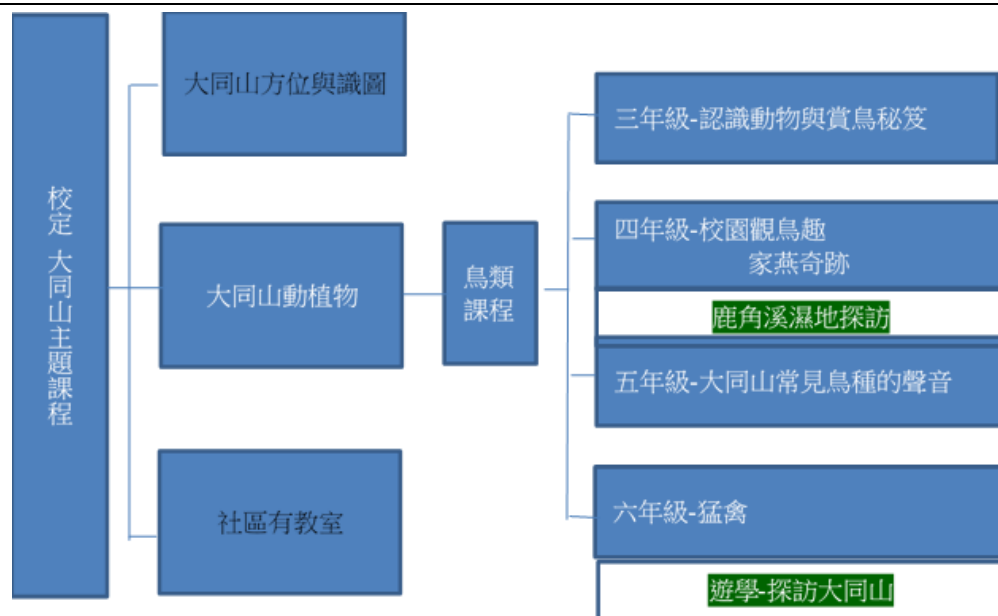 校定 大同山主題課程
大同山方位與識圖
大同山動植物
社區有教室
鳥類
課程
三年級-認識動物與賞鳥秘笈
四年級-校園觀鳥趣
家燕奇跡
鹿角溪濕地探訪
五年級-大同山常見鳥種的聲音
六年級-猛禽
遊學-探訪大同山